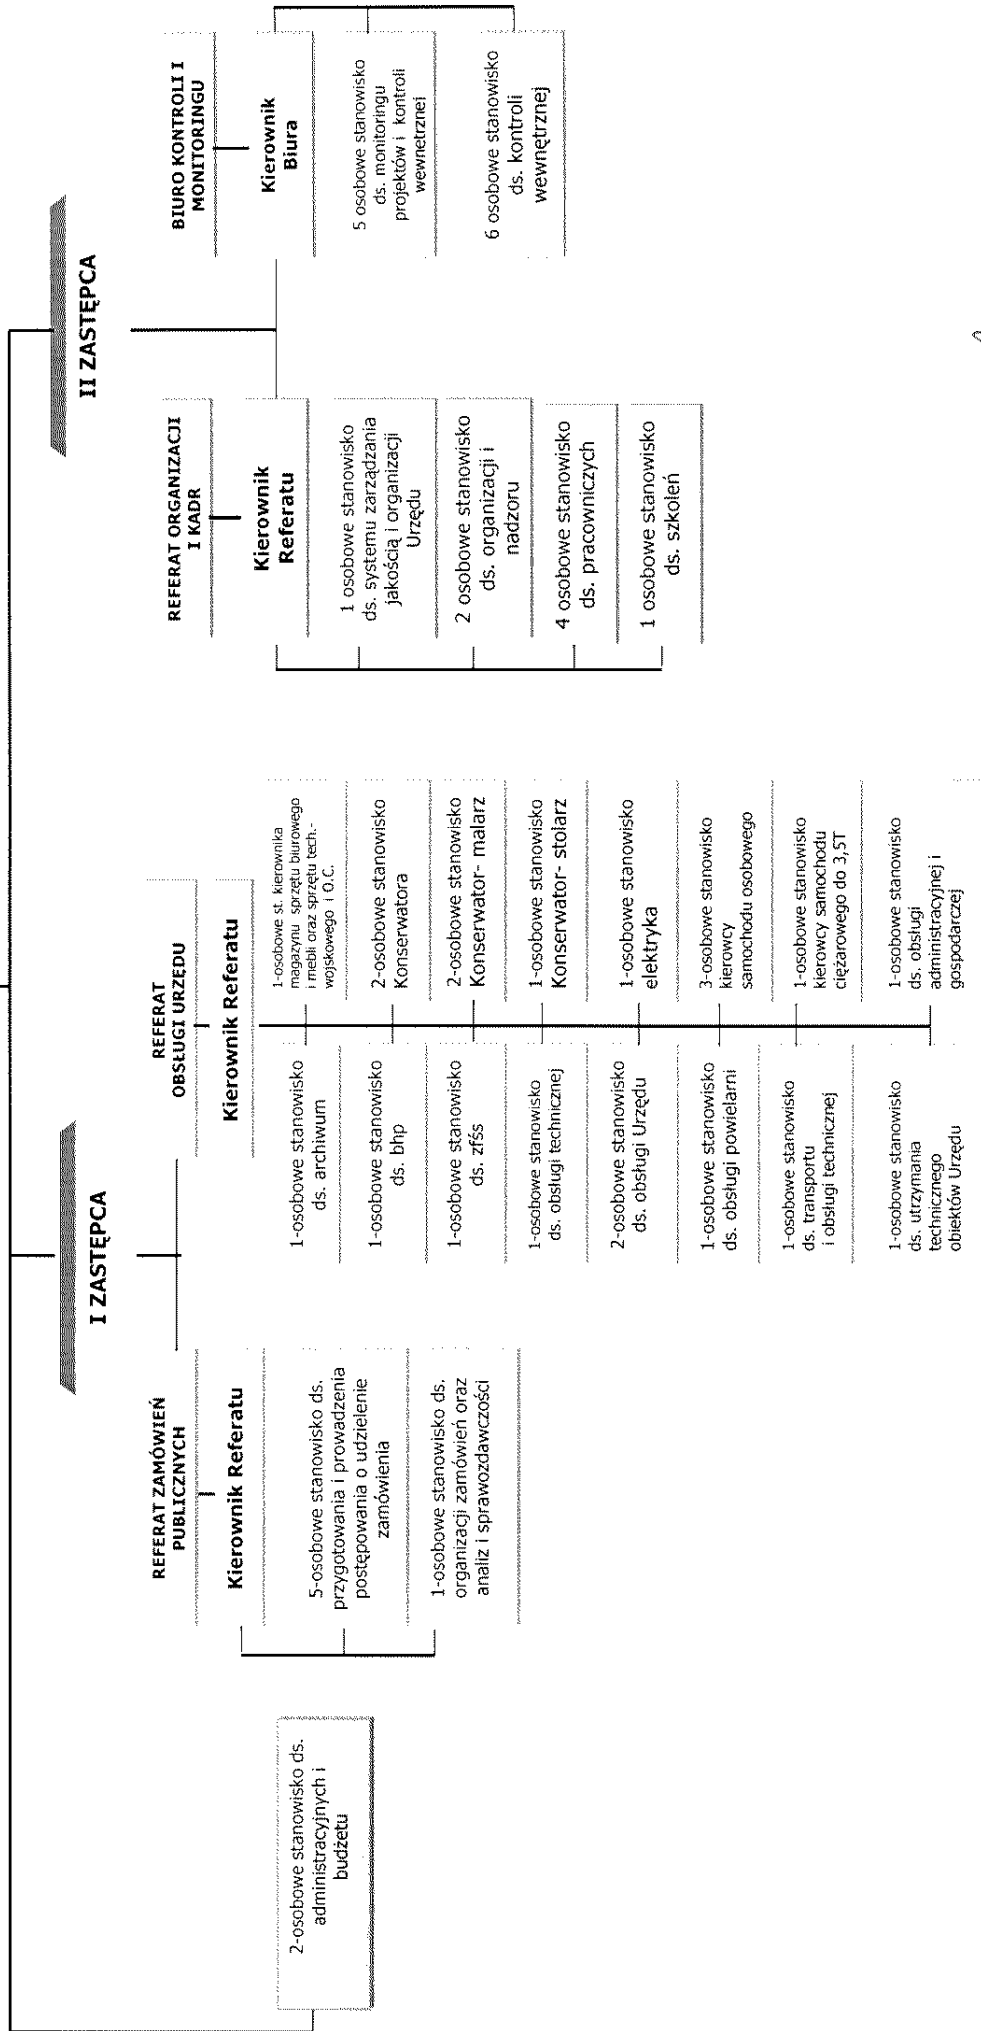 I ZASTĘPCA
II ZASTĘPCA
2-osobowe stanowisko ds.
administracyjnych i
budżetu
REFERAT ZAMÓWIEŃ
PUBLICZNYCH
Kierownik Referatu
5-osobowe stanowisko ds.
przygotowania i prowadzenia
postępowania o udzielenie
zamówienia
1-osobowe stanowisko ds.
organizacji zamówień oraz
analiz i sprawozdawczości
REFERAT
OBSŁUGI URZĘDU
Kierownik Referatu
1-osobowe stanowisko
ds. archiwum
1-osobowe stanowisko
ds. bhp
1-osobowe stanowisko
ds. zfśs
1-osobowe stanowisko
ds. obsługi technicznej
2-osobowe stanowisko
ds. obsługi Urzędu
1-osobowe stanowisko
ds. obsługi powielarni
1-osobowe stanowisko
ds. transportu
i obsługi technicznej
1-osobowe stanowisko
ds. utrzymania
technicznego
obiektów Urzędu
1-osobowe st. kierownika
magazynu sprzętu biurowego
i mebli oraz sprzętu tech.-
wojskowego i O.C.
2-osobowe stanowisko
Konserwatora
2-osobowe stanowisko
Konserwator- malarz
1-osobowe stanowisko
Konserwator- stolarz
1-osobowe stanowisko
elektryka
3-osobowe stanowisko
kierowcy
samochodu osobowego
1-osobowe stanowisko
kierowcy samochodu
ciężarowego do 3,5T
1-osobowe stanowisko
ds. obsługi
administracyjnej i
gospodarczej
REFERAT ORGANIZACJI
I KADR
Kierownik
Referatu
1 osobowe stanowisko
ds. systemu zarządzania
jakością i organizacji
Urzędu
2 osobowe stanowisko
ds. organizacji i
nadzoru
4 osobowe stanowisko
ds. pracowniczych
1 osobowe stanowisko
ds. szkoleń
BIURO KONTROLI I
MONITORINGU
Kierownik
Biura
5 osobowe stanowisko
ds. monitoringu
projektów i kontroli
wewnetrznej
6 osobowe stanowisko
ds. kontroli
wewnętrznej